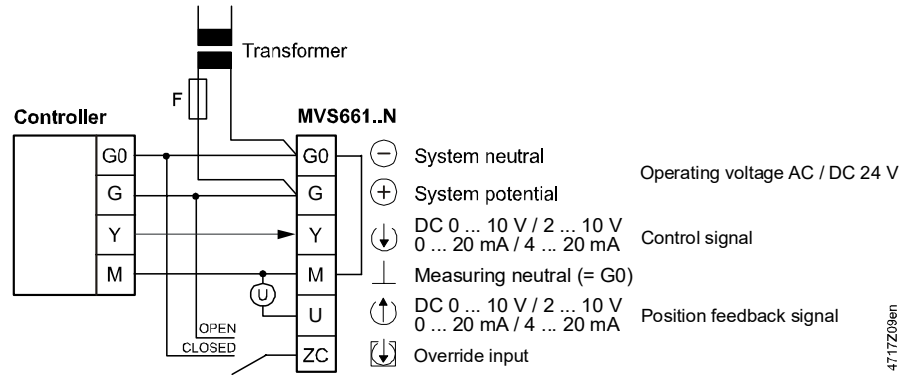 Transformer
F
Controller
MVS661..N
G0
G0
System neutral
Operating voltage AC / DC 24 V
G
G
System potential
Y
Y
DC 0 ... 10 V / 2 ... 10 V
0 ... 20 mA / 4 ... 20 mA
Control signal
M
M
Measuring neutral (= G0)
U
U
DC 0 ... 10 V / 2 ... 10 V
0 ... 20 mA / 4 ... 20 mA
Position feedback signal
OPEN
CLOSED
ZC
Override input
4717Z09en